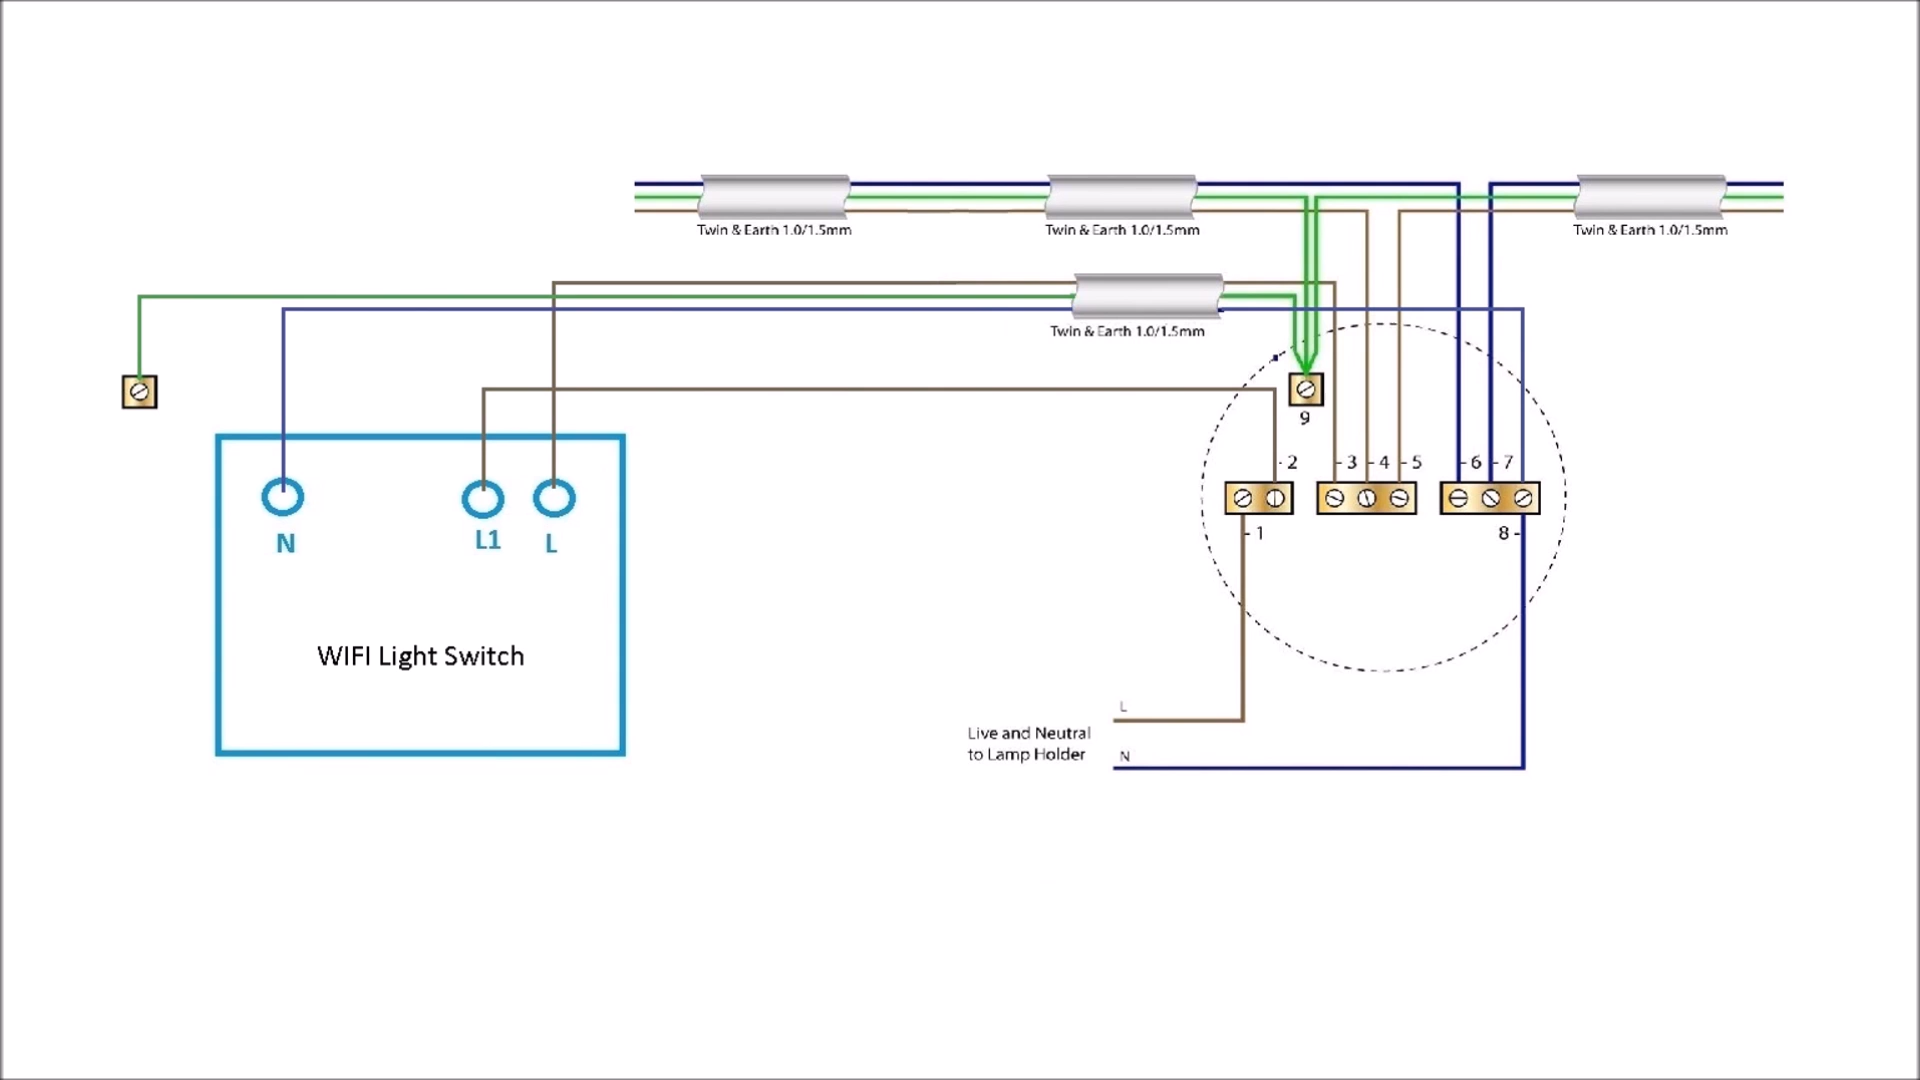 Twin & Earth 1.0/1.5mm
Twin & Earth 1.0/1.5mm
Twin & Earth 1.0/1.5mm
Twin & Earth 1.0/1.5mm
9
2
3
4
5
6
7
1
8
N
L1
L
WIFI Light Switch
L
Live and Neutral
to Lamp Holder
N